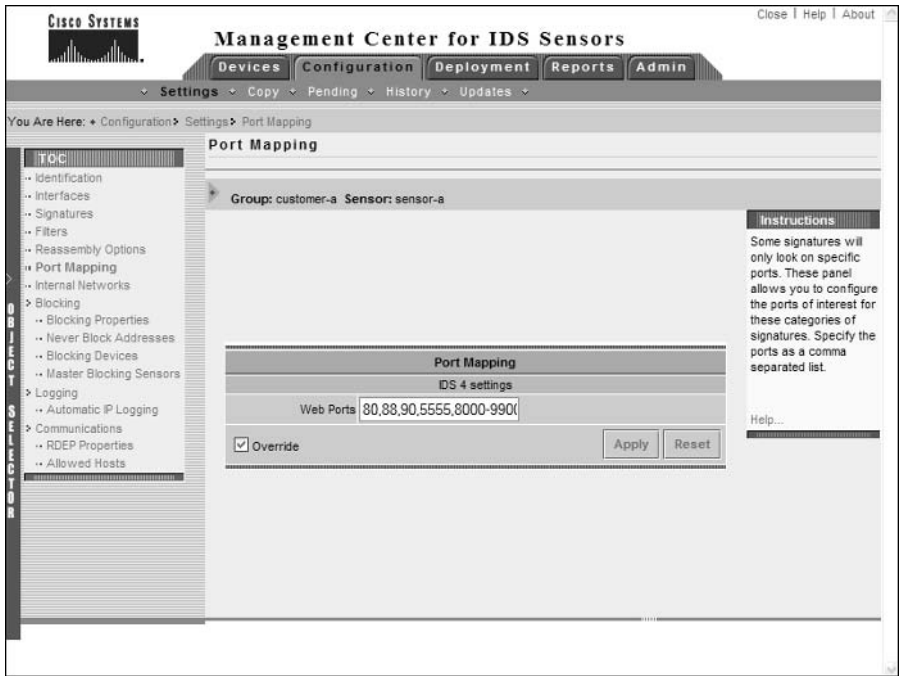 Close | Help | About
CISCO SYSTEMS
Management Center for IDS Sensors
Devices Configuration Deployment Reports Admin
Settings Copy Pending History Updates
You Are Here: Configuration > Settings > Port Mapping
TOC
Identification
Interfaces
Signatures
Filters
Reassembly Options
Port Mapping
Internal Networks
Blocking
Blocking Properties
Never Block Addresses
Blocking Devices
Master Blocking Sensors
Logging
Automatic IP Logging
Communications
RDEP Properties
Allowed Hosts
OBJECT SELECTOR
Port Mapping
Group: customer-a Sensor: sensor-a
Port Mapping
IDS 4 settings
Web Ports 80,88,90,5555,8000-990(
Override
Apply Reset
Instructions
Some signatures will
only look on specific
ports. These panel
allows you to configure
the ports of interest for
these categories of
signatures. Specify the
ports as a comma
separated list.
Help...